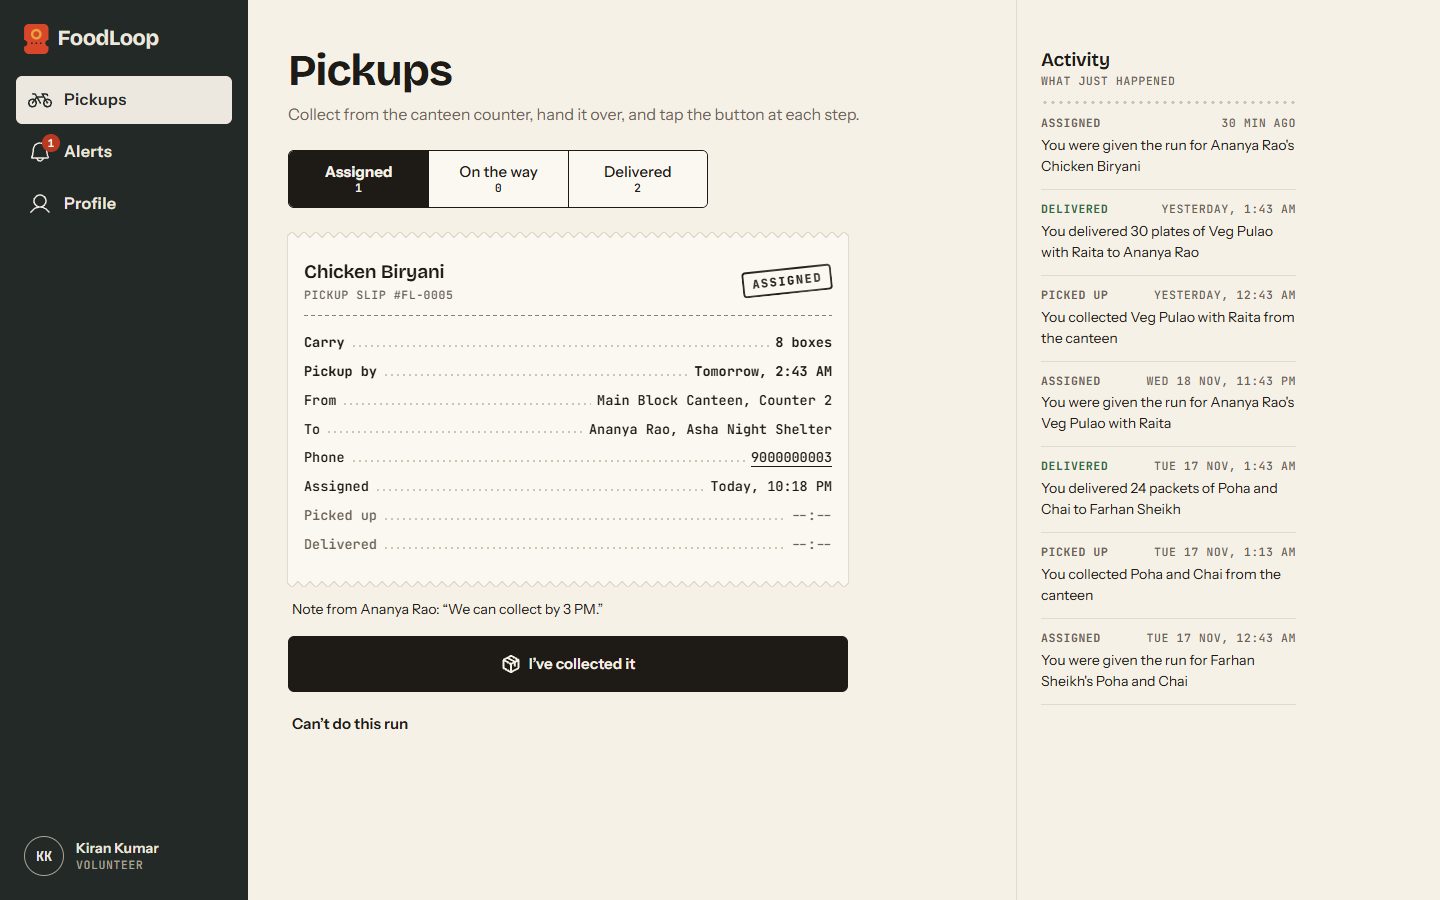 FoodLoop
Pickups
1
Alerts
Profile
KK
Kiran Kumar
VOLUNTEER
Pickups
Collect from the canteen counter, hand it over, and tap the button at each step.
Assigned
1
On the way
0
Delivered
2
Chicken Biryani
PICKUP SLIP #FL-0005
ASSIGNED
Carry 8 boxes
Pickup by Tomorrow, 2:43 AM
From Main Block Canteen, Counter 2
To Ananya Rao, Asha Night Shelter
Phone 9000000003
Assigned Today, 10:18 PM
Picked up --:--
Delivered --:--
Note from Ananya Rao: “We can collect by 3 PM.”
I’ve collected it
Can’t do this run
Activity
WHAT JUST HAPPENED
ASSIGNED 30 MIN AGO
You were given the run for Ananya Rao's
Chicken Biryani
DELIVERED YESTERDAY, 1:43 AM
You delivered 30 plates of Veg Pulao
with Raita to Ananya Rao
PICKED UP YESTERDAY, 12:43 AM
You collected Veg Pulao with Raita from
the canteen
ASSIGNED WED 18 NOV, 11:43 PM
You were given the run for Ananya Rao's
Veg Pulao with Raita
DELIVERED TUE 17 NOV, 1:43 AM
You delivered 24 packets of Poha and
Chai to Farhan Sheikh
PICKED UP TUE 17 NOV, 1:13 AM
You collected Poha and Chai from the
canteen
ASSIGNED TUE 17 NOV, 12:43 AM
You were given the run for Farhan
Sheikh's Poha and Chai